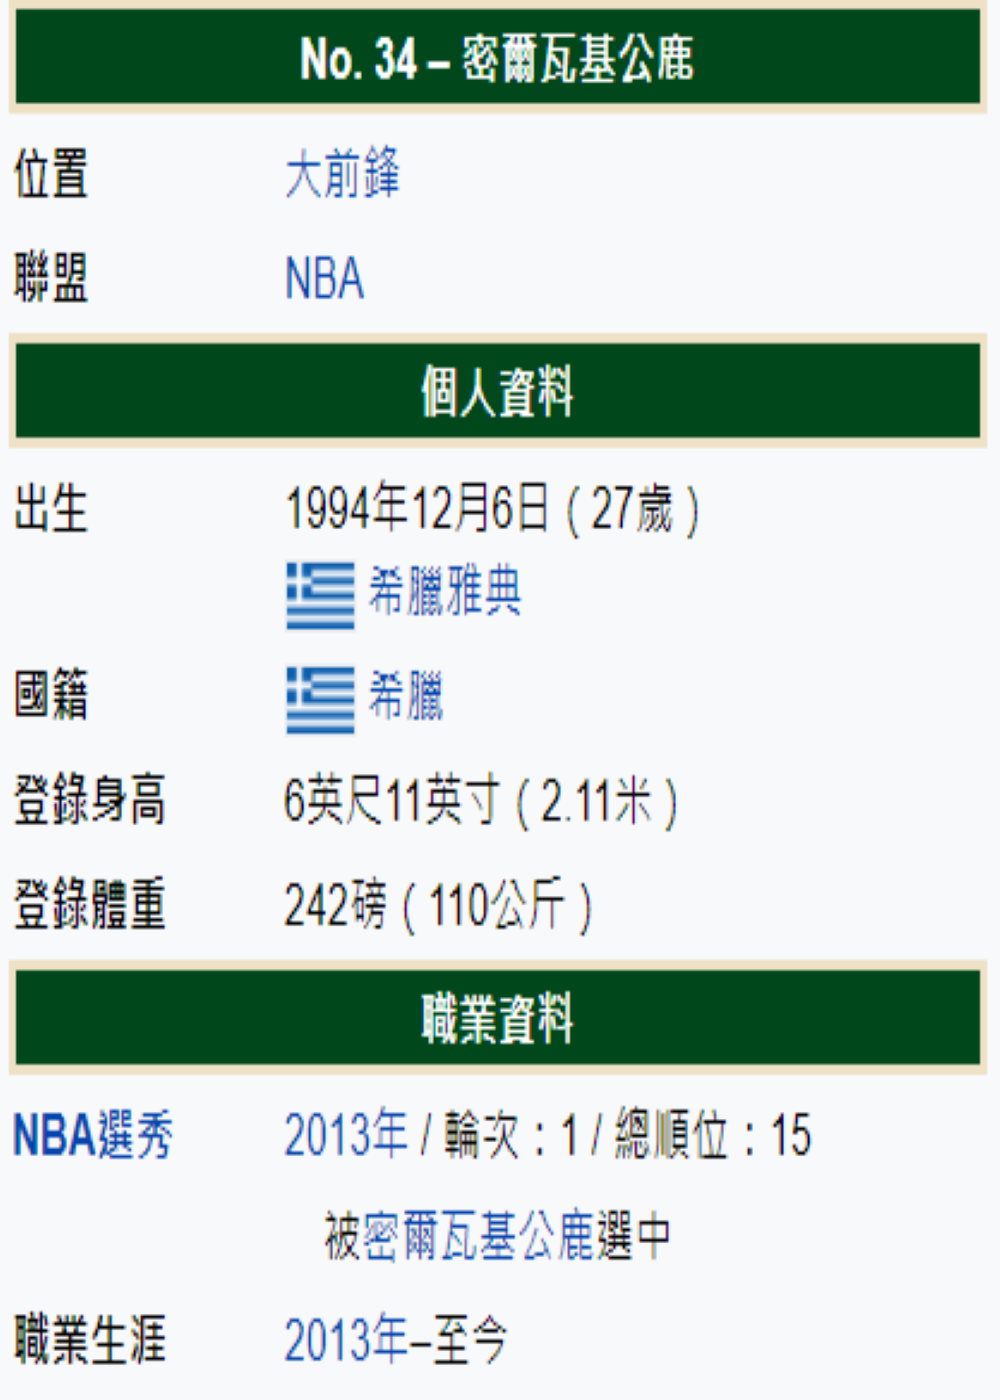 No. 34 – 密爾瓦基公鹿
位置 大前鋒
聯盟 NBA
個人資料
出生 1994年12月6日（27歲）
希臘雅典
國籍 希臘
登錄身高 6英尺11英寸（2.11米）
登錄體重 242磅（110公斤）
職業資料
NBA選秀 2013年 / 輪次：1 / 總順位：15
被密爾瓦基公鹿選中
職業生涯 2013年–至今